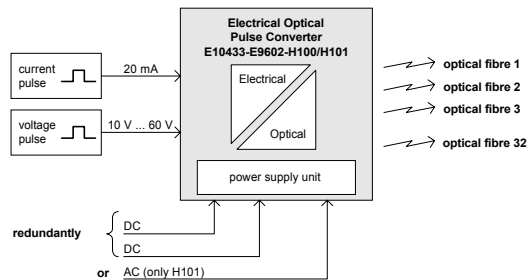 Electrical Optical
Pulse Converter
E10433-E9602-H100/H101
current
pulse
20 mA
voltage
pulse
10 V ... 60 V
Electrical
Optical
power supply unit
optical fibre 1
optical fibre 2
optical fibre 3
optical fibre 32
redundantly
DC
DC
or AC (only H101)